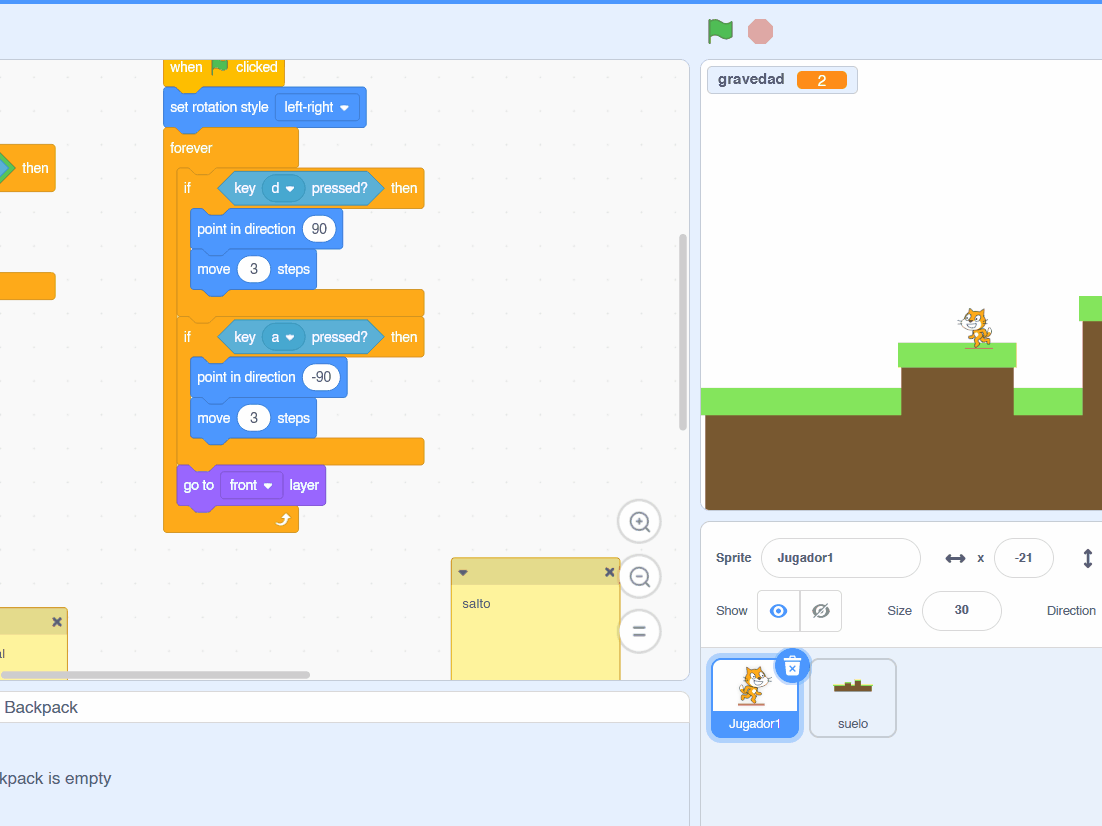 when clicked
set rotation style left-right
forever
then
if key d pressed? then
point in direction 90
move 3 steps
if key a pressed? then
point in direction -90
move 3 steps
go to front layer
salto
Backpack
kpack is empty
gravedad 2
Sprite Jugador1 x -21
Show Size 30 Direction
Jugador1
suelo